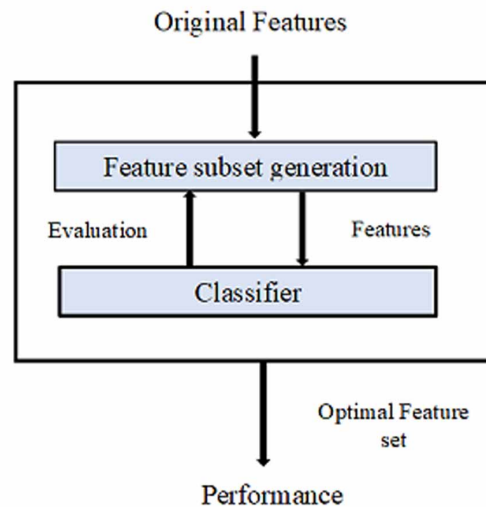 Original Features
Feature subset generation
Evaluation
Features
Classifier
Optimal Feature
set
Performance